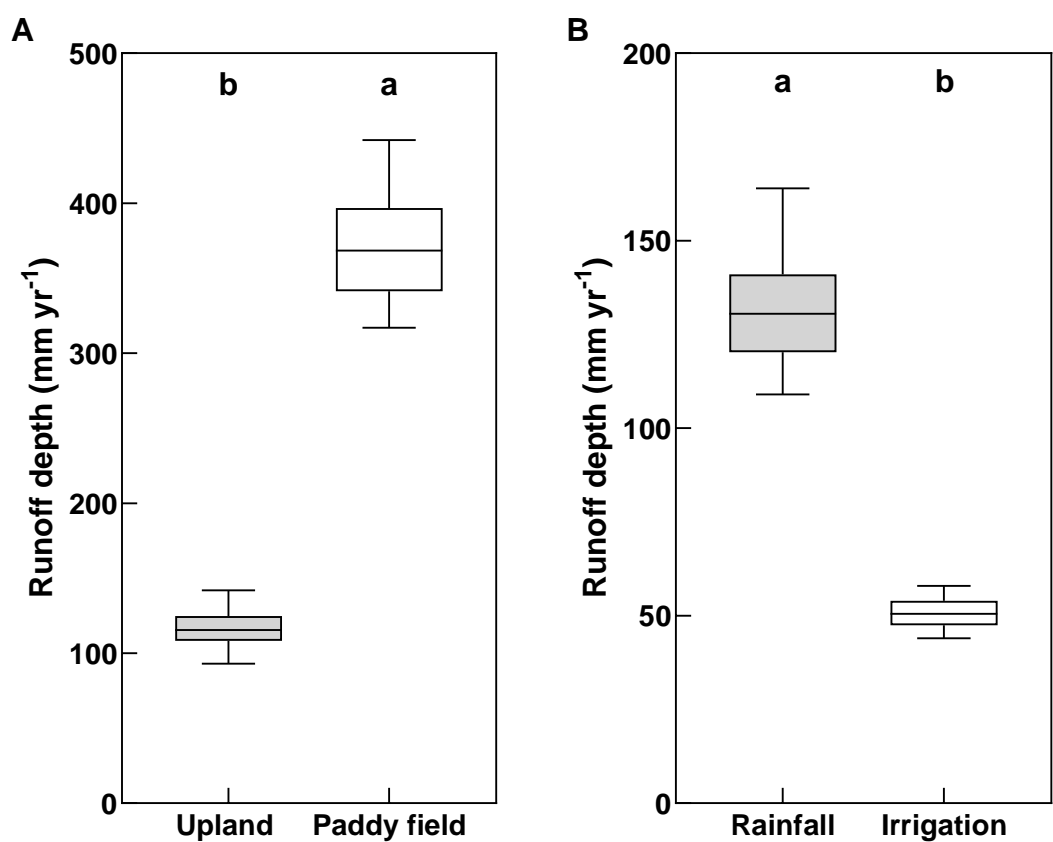 A
Runoff depth (mm yr-1)
500
400
300
200
100
0
b a
Upland Paddy field
B
Runoff depth (mm yr-1)
200
150
100
50
0
a b
Rainfall Irrigation